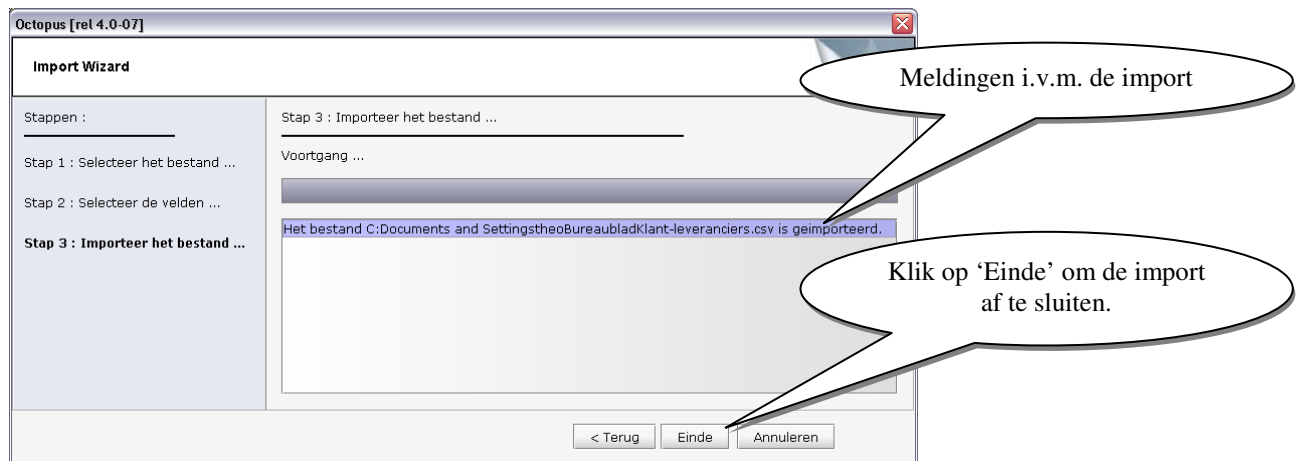 Octopus [rel 4.0-07]
Import Wizard
Meldingen i.v.m. de import
Stappen :
Stap 1 : Selecteer het bestand ...
Stap 2 : Selecteer de velden ...
Stap 3 : Importeer het bestand ...
Stap 3 : Importeer het bestand ...
Voortgang ...
Het bestand C:Documents and SettingstheoBureaubladKlant-leveranciers.csv is geimporteerd.
Klik op ‘Einde’ om de import
af te sluiten.
< Terug Einde Annuleren